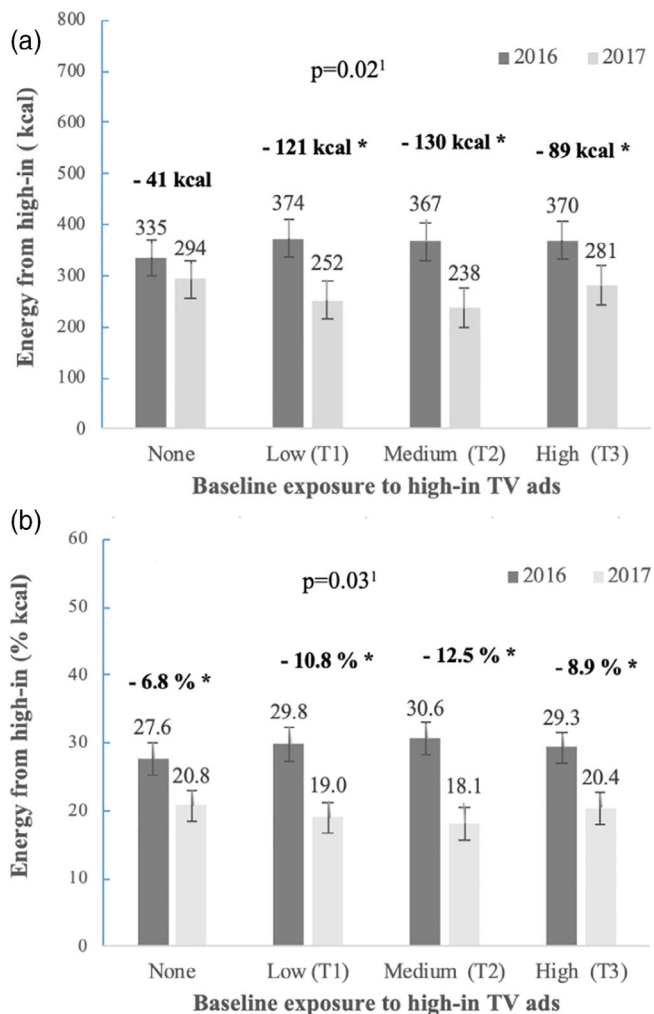 (a)
800
700
600
500
400
300
200
100
0
Energy from high-in ( kcal)
2016 2017
p=0.02¹
- 41 kcal - 121 kcal * - 130 kcal * - 89 kcal *
335 294 374 252 367 238 370 281
None Low (T1) Medium (T2) High (T3)
Baseline exposure to high-in TV ads
(b)
60
50
40
30
20
10
0
Energy from high-in (% kcal)
2016 2017
p=0.03¹
- 6.8 % * - 10.8 % * - 12.5 % * - 8.9 % *
27.6 20.8 29.8 19.0 30.6 18.1 29.3 20.4
None Low (T1) Medium (T2) High (T3)
Baseline exposure to high-in TV ads